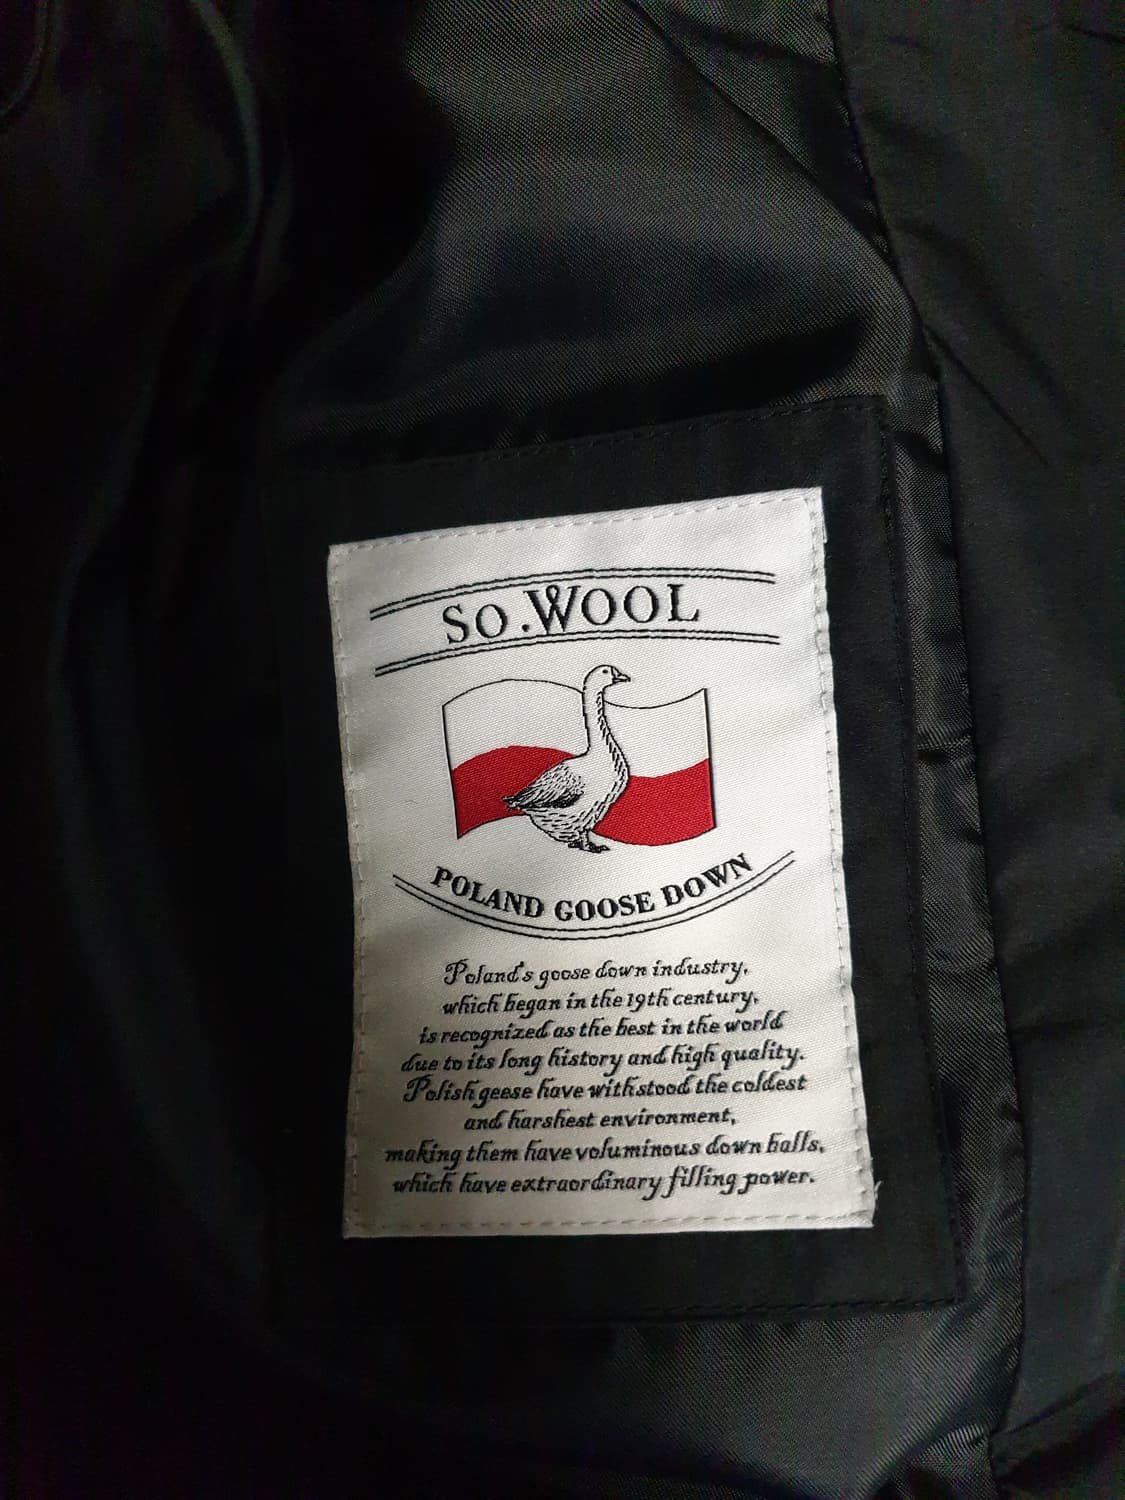 SO.WOOL
POLAND GOOSE DOWN
Poland's goose down industry,
which began in the 19th century,
is recognized as the best in the world
due to its long history and high quality.
Polish geese have withstood the coldest
and harshest environment,
making them have voluminous down balls,
which have extraordinary filling power.